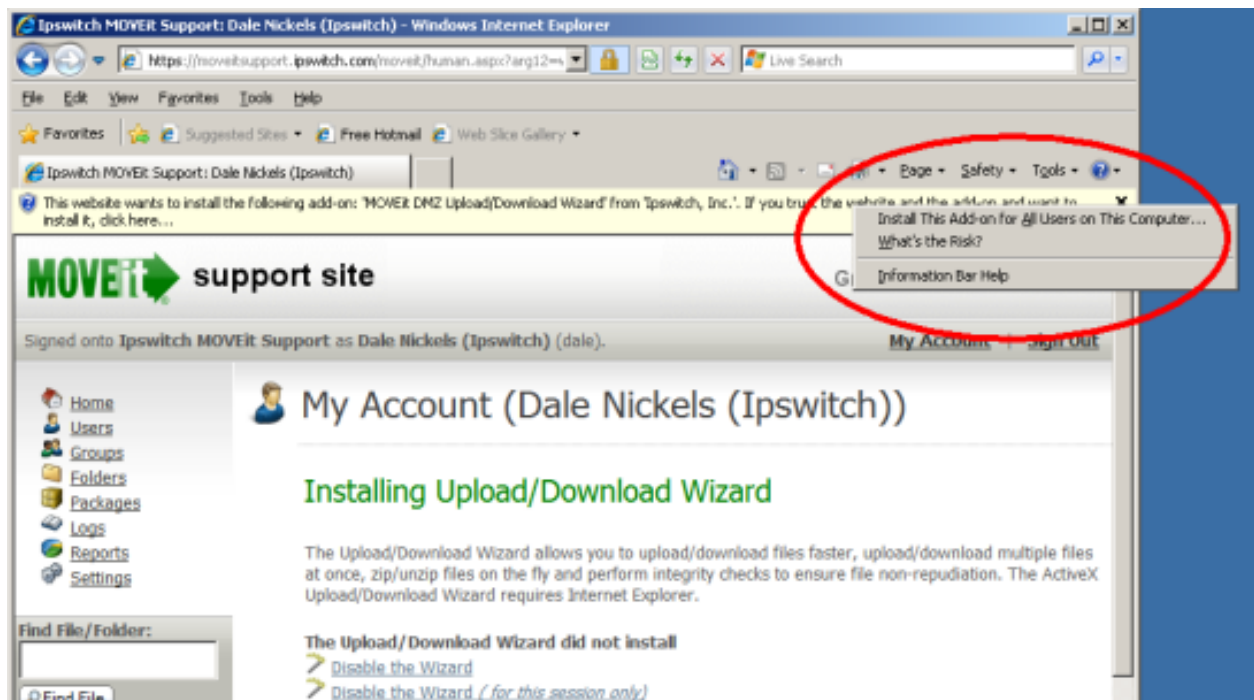 Ipswitch MOVEit Support: Dale Nickels (Ipswitch) - Windows Internet Explorer
https://moveitsupport.ipswitch.com/moveit/human.aspx?arg12=
Live Search
File Edit View Favorites Tools Help
Favorites Suggested Sites Free Hotmail Web Slice Gallery
Ipswitch MOVEit Support: Dale Nickels (Ipswitch)
Page Safety Tools
This website wants to install the following add-on: 'MOVEit DMZ Upload/Download Wizard' from 'Ipswitch, Inc.'. If you trust the website and the add-on and want to
install it, click here...
Install This Add-on for All Users on This Computer...
What's the Risk?
Information Bar Help
MOVEit support site
Signed onto Ipswitch MOVEit Support as Dale Nickels (Ipswitch) (dale).
My Account | Sign Out
Home
Users
Groups
Folders
Packages
Logs
Reports
Settings
Find File/Folder:
Find File
My Account (Dale Nickels (Ipswitch))
Installing Upload/Download Wizard
The Upload/Download Wizard allows you to upload/download files faster, upload/download multiple files
at once, zip/unzip files on the fly and perform integrity checks to ensure file non-repudiation. The ActiveX
Upload/Download Wizard requires Internet Explorer.
The Upload/Download Wizard did not install
Disable the Wizard
Disable the Wizard (for this session only)